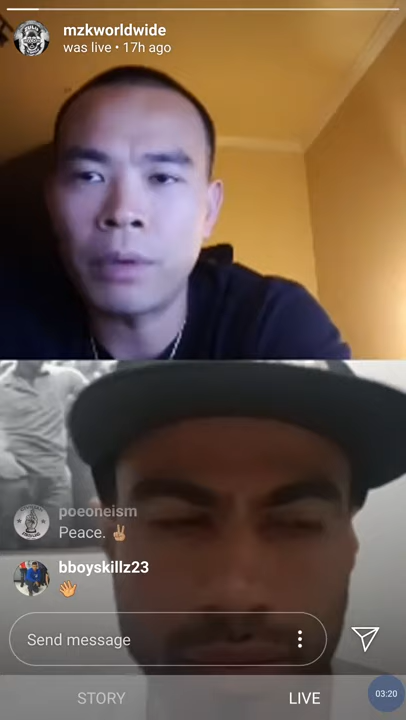 mzkworldwide
was live • 17h ago
poeoneism
Peace. ✌🏽
bboyskillz23
👋🏽
Send message
STORY LIVE
03:20